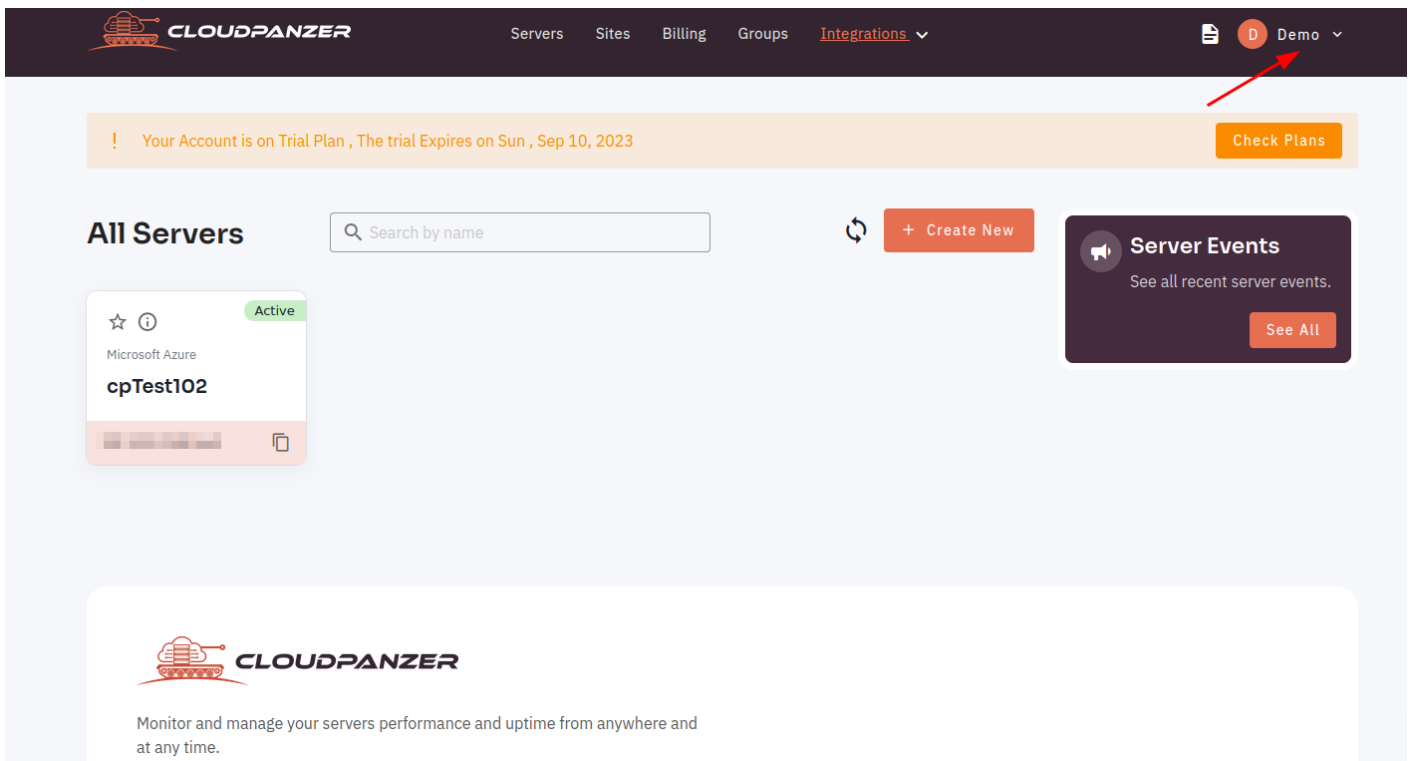 CLOUDPANZER
Servers Sites Billing Groups Integrations
D Demo
! Your Account is on Trial Plan , The trial Expires on Sun , Sep 10, 2023
Check Plans
All Servers
Search by name
+ Create New
Server Events
See all recent server events.
See All
Active
Microsoft Azure
cpTest102
CLOUDPANZER
Monitor and manage your servers performance and uptime from anywhere and
at any time.